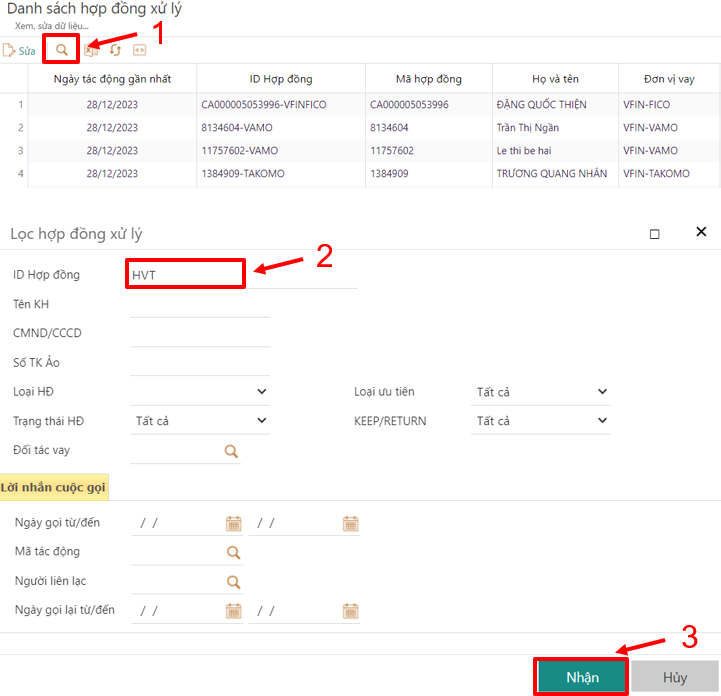 Danh sách hợp đồng xử lý
Xem, sửa dữ liệu...
1
Sửa
Ngày tác động gần nhất ID Hợp đồng Mã hợp đồng Họ và tên Đơn vị vay
1 28/12/2023 CA000005053996-VFINFICO CA000005053996 ĐẶNG QUỐC THIỆN VFIN-FICO
2 28/12/2023 8134604-VAMO 8134604 Trần Thị Ngần VFIN-VAMO
3 28/12/2023 11757602-VAMO 11757602 Le thi be hai VFIN-VAMO
4 28/12/2023 1384909-TAKOMO 1384909 TRƯƠNG QUANG NHÂN VFIN-TAKOMO
Lọc hợp đồng xử lý
ID Hợp đồng HVT 2
Tên KH
CMND/CCCD
Số TK Ảo
Loại HĐ Loại ưu tiên Tất cả
Trạng thái HĐ Tất cả KEEP/RETURN Tất cả
Đối tác vay
Lời nhắn cuộc gọi
Ngày gọi từ/đến / / / /
Mã tác động
Người liên lạc
Ngày gọi lại từ/đến / / / /
3
Nhận Hủy